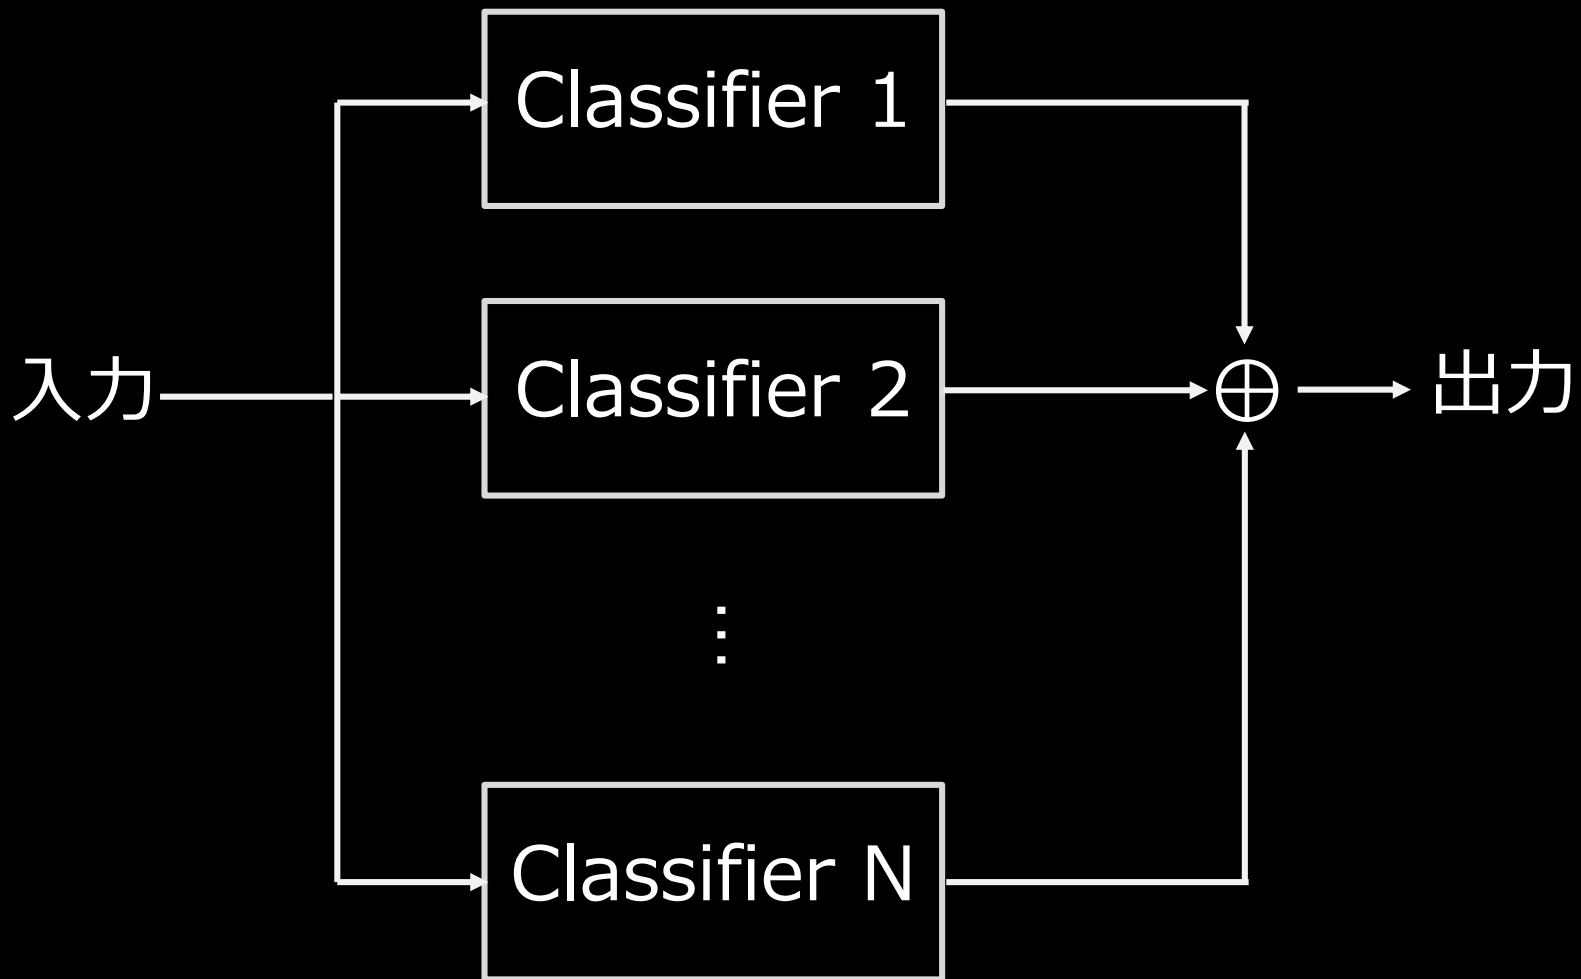 Classifier 1
入力
Classifier 2
出力
⋮
Classifier N